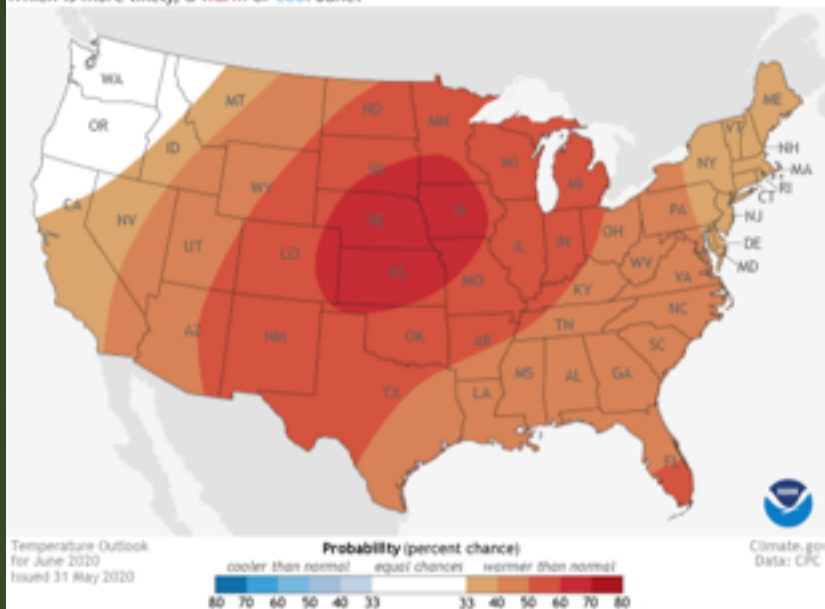 WA
MT
ND
MN
ME
OR
ID
SD
WI
VT
NH
NY
MA
WY
MI
RI
CT
CA
NV
NE
IA
PA
NJ
UT
CO
IL
IN
OH
DE
KS
MO
WV
MD
KY
VA
AZ
NM
OK
AR
TN
NC
SC
TX
LA
MS
AL
GA
FL
Temperature Outlook
for June 2020
Issued 31 May 2020
Probability (percent chance)
cooler than normal equal chances warmer than normal
80 70 60 50 40 33 33 40 50 60 70 80
Climate.gov
Data: CPC